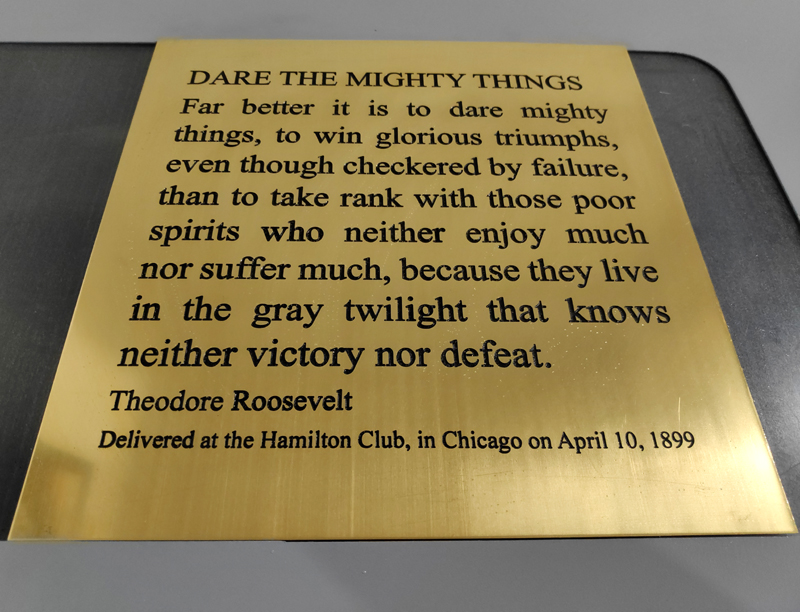 DARE THE MIGHTY THINGS
Far better it is to dare mighty
things, to win glorious triumphs,
even though checkered by failure,
than to take rank with those poor
spirits who neither enjoy much
nor suffer much, because they live
in the gray twilight that knows
neither victory nor defeat.
Theodore Roosevelt
Delivered at the Hamilton Club, in Chicago on April 10, 1899